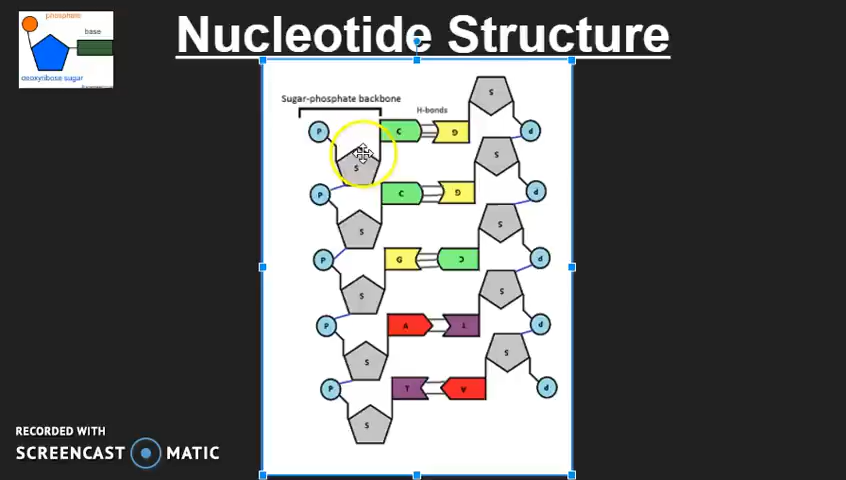 Nucleotide Structure
phosphate
base
deoxyribose sugar
Sugar-phosphate backbone
H-bonds
S
P C G P
S S
P C G P
S S
P G C P
S S
P A T P
S S
P T A P
S
RECORDED WITH
SCREENCAST MATIC